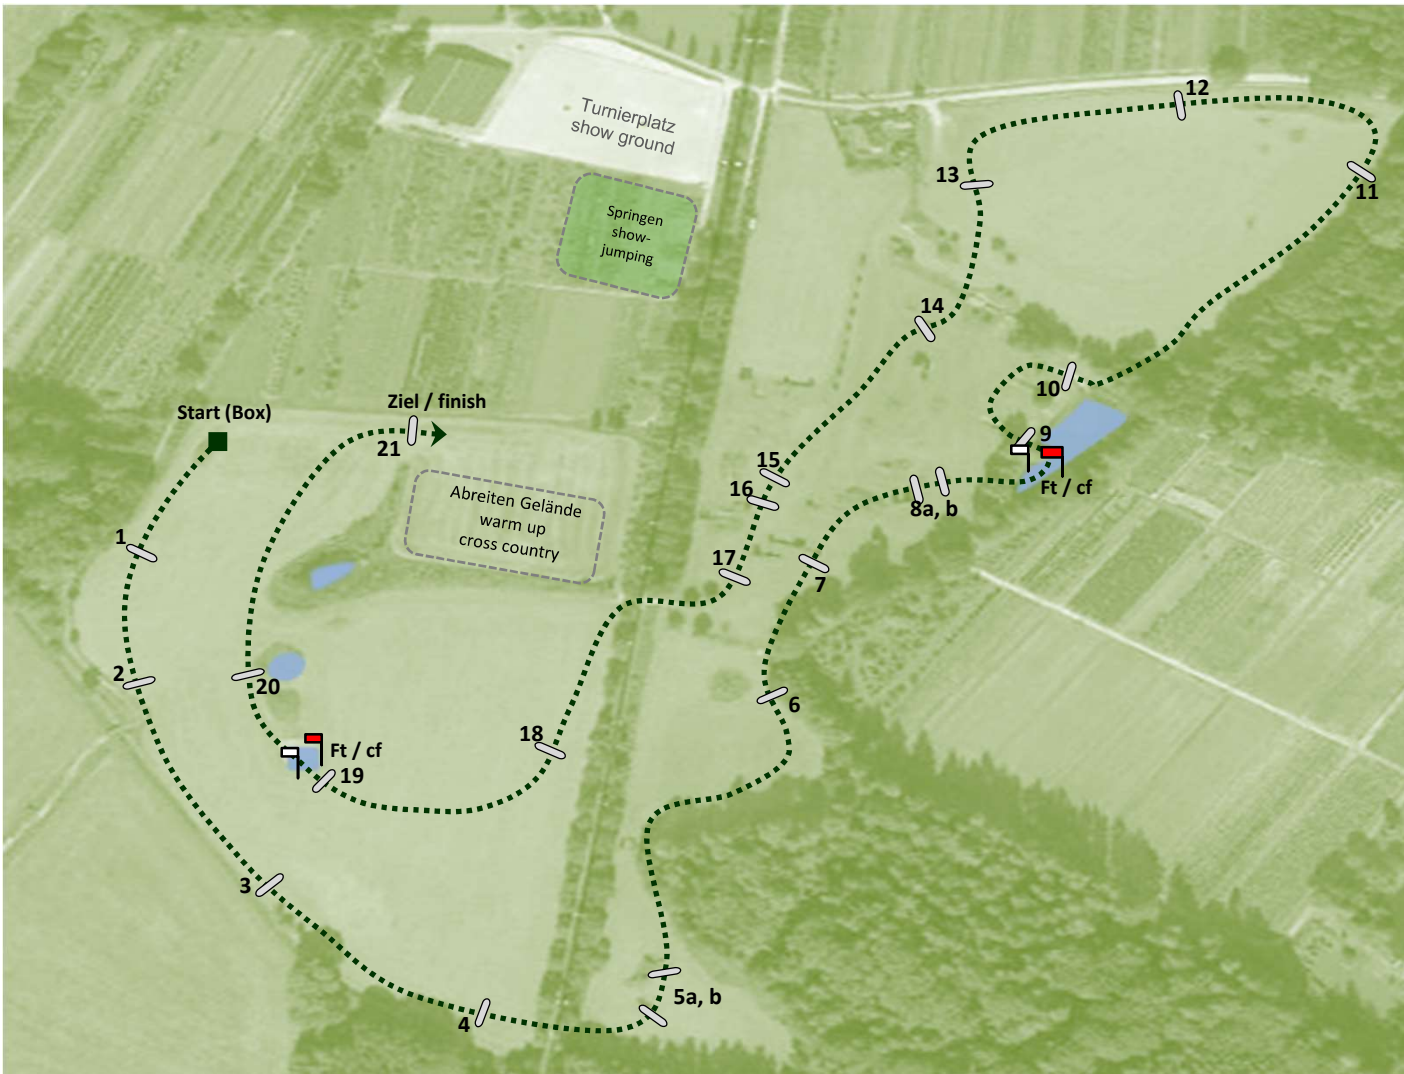 12
Turnierplatz
show ground
13
11
Springen
show-
jumping
14
10
Ziel / finish
Start (Box)
21
9
15
16
Ft / cf
8a, b
Abreiten Gelände
warm up
cross country
1
17
7
2
20
6
18
Ft / cf
19
3
5a, b
4